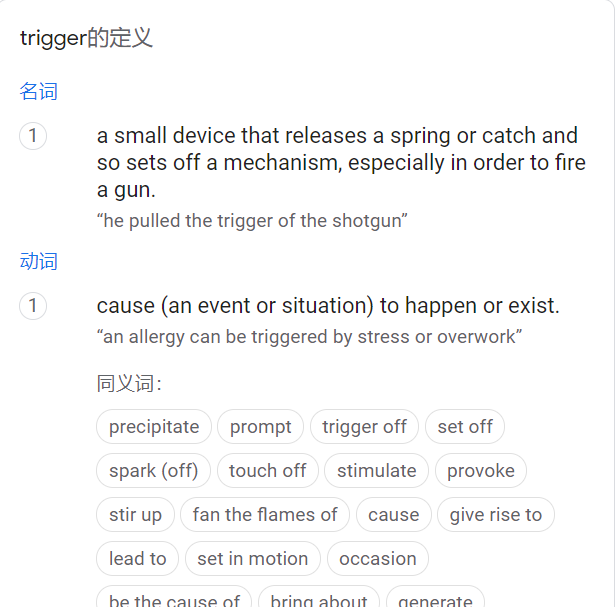 trigger的定义
名词
1
a small device that releases a spring or catch and
so sets off a mechanism, especially in order to fire
a gun.
“he pulled the trigger of the shotgun”
动词
1
cause (an event or situation) to happen or exist.
“an allergy can be triggered by stress or overwork”
同义词：
precipitate prompt trigger off set off
spark (off) touch off stimulate provoke
stir up fan the flames of cause give rise to
lead to set in motion occasion
be the cause of bring about generate